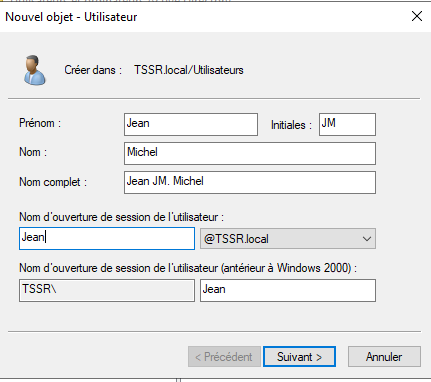 Nouvel objet - Utilisateur
Créer dans : TSSR.local/Utilisateurs
Prénom : Jean Initiales : JM
Nom : Michel
Nom complet : Jean JM. Michel
Nom d'ouverture de session de l'utilisateur :
Jean @TSSR.local
Nom d'ouverture de session de l'utilisateur (antérieur à Windows 2000) :
TSSR\ Jean
< Précédent Suivant > Annuler